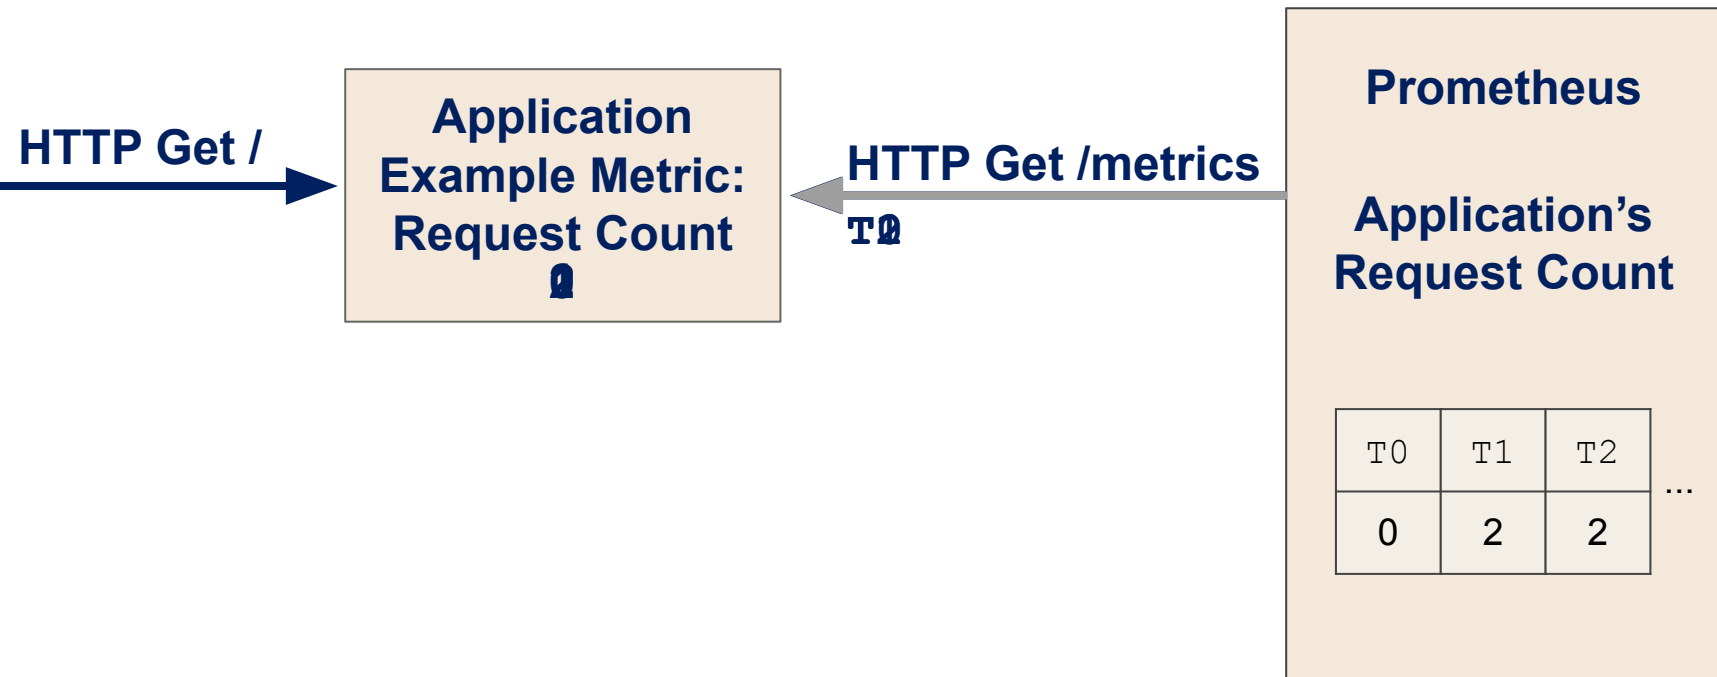 HTTP Get /
Application
Example Metric:
Request Count
HTTP Get /metrics
Prometheus
Application’s
Request Count
T0 T1 T2
...
0 2 2